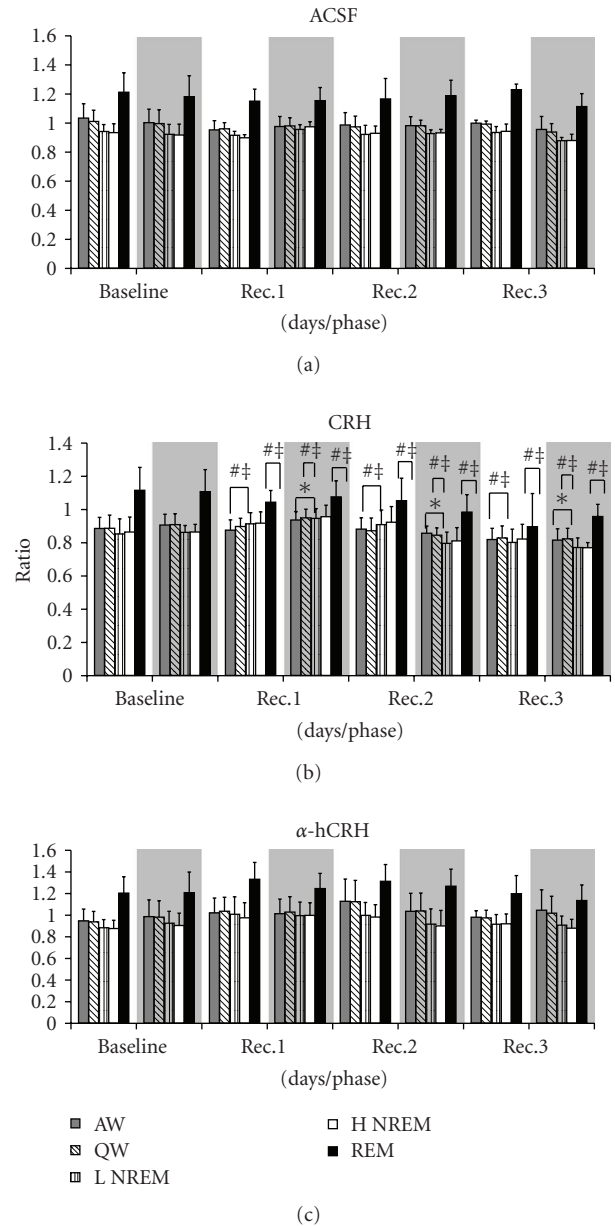 ACSF
1.6
1.4
1.2
1
0.8
0.6
0.4
0.2
0
Baseline Rec.1 Rec.2 Rec.3
(days/phase)
(a)
CRH
1.4
1.2
1
0.8
0.6
0.4
0.2
0
Ratio
#‡ #‡ #‡ * #‡ #‡ #‡ #‡ * #‡ #‡ #‡ #‡ * #‡
Baseline Rec.1 Rec.2 Rec.3
(days/phase)
(b)
α-hCRH
1.6
1.4
1.2
1
0.8
0.6
0.4
0.2
0
Baseline Rec.1 Rec.2 Rec.3
(days/phase)
AW
QW
L NREM
H NREM
REM
(c)